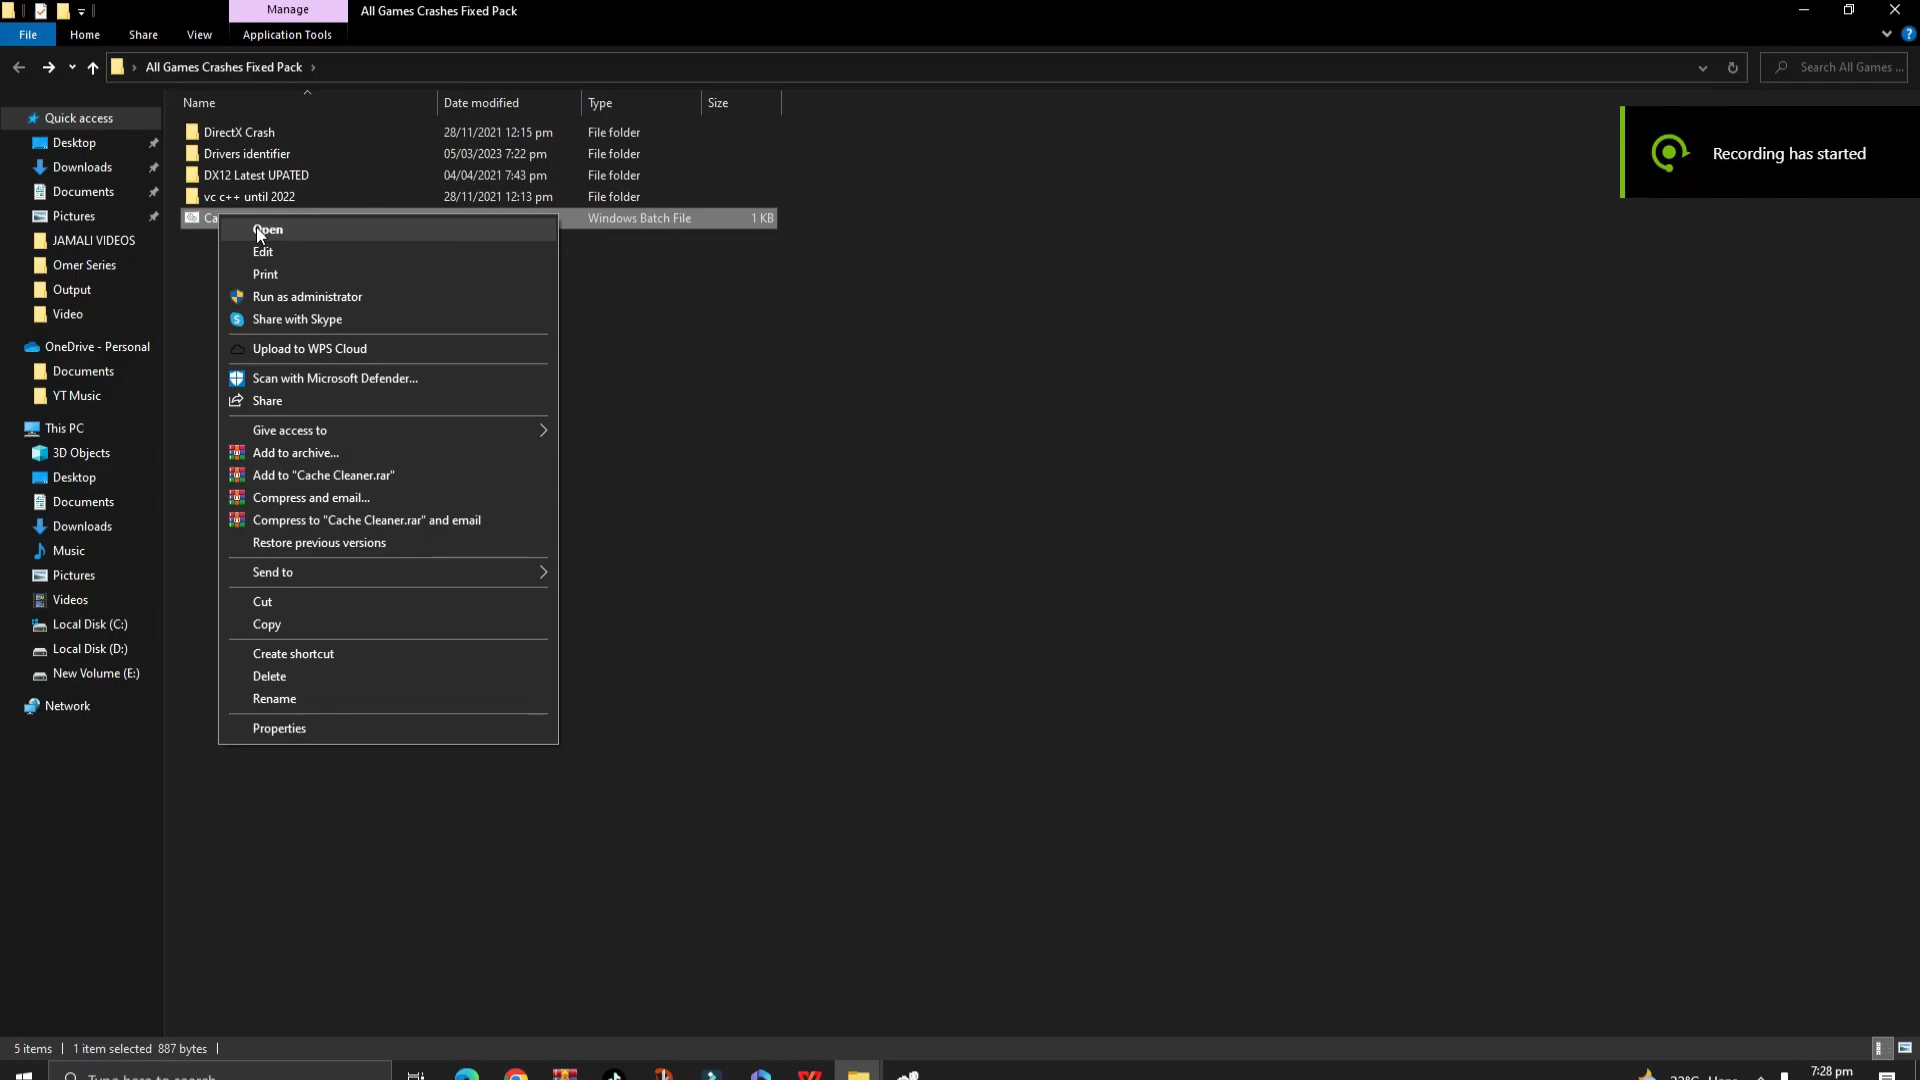 Manage
All Games Crashes Fixed Pack
File
Home
Share
View
Application Tools
All Games Crashes Fixed Pack
Search All Games ...
Name
Date modified
Type
Size
Quick access
Desktop
Downloads
Documents
Pictures
JAMALI VIDEOS
Omer Series
Output
Video
OneDrive - Personal
Documents
YT Music
This PC
3D Objects
Desktop
Documents
Downloads
Music
Pictures
Videos
Local Disk (C:)
Local Disk (D:)
New Volume (E:)
Network
DirectX Crash 28/11/2021 12:15 pm File folder
Drivers identifier 05/03/2023 7:22 pm File folder
DX12 Latest UPATED 04/04/2021 7:43 pm File folder
vc c++ until 2022 28/11/2021 12:13 pm File folder
Ca Windows Batch File 1 KB
Open
Edit
Print
Run as administrator
Share with Skype
Upload to WPS Cloud
Scan with Microsoft Defender...
Share
Give access to
Add to archive...
Add to "Cache Cleaner.rar"
Compress and email...
Compress to "Cache Cleaner.rar" and email
Restore previous versions
Send to
Cut
Copy
Create shortcut
Delete
Rename
Properties
Recording has started
5 items
1 item selected 887 bytes
Type here to search
7:28 pm